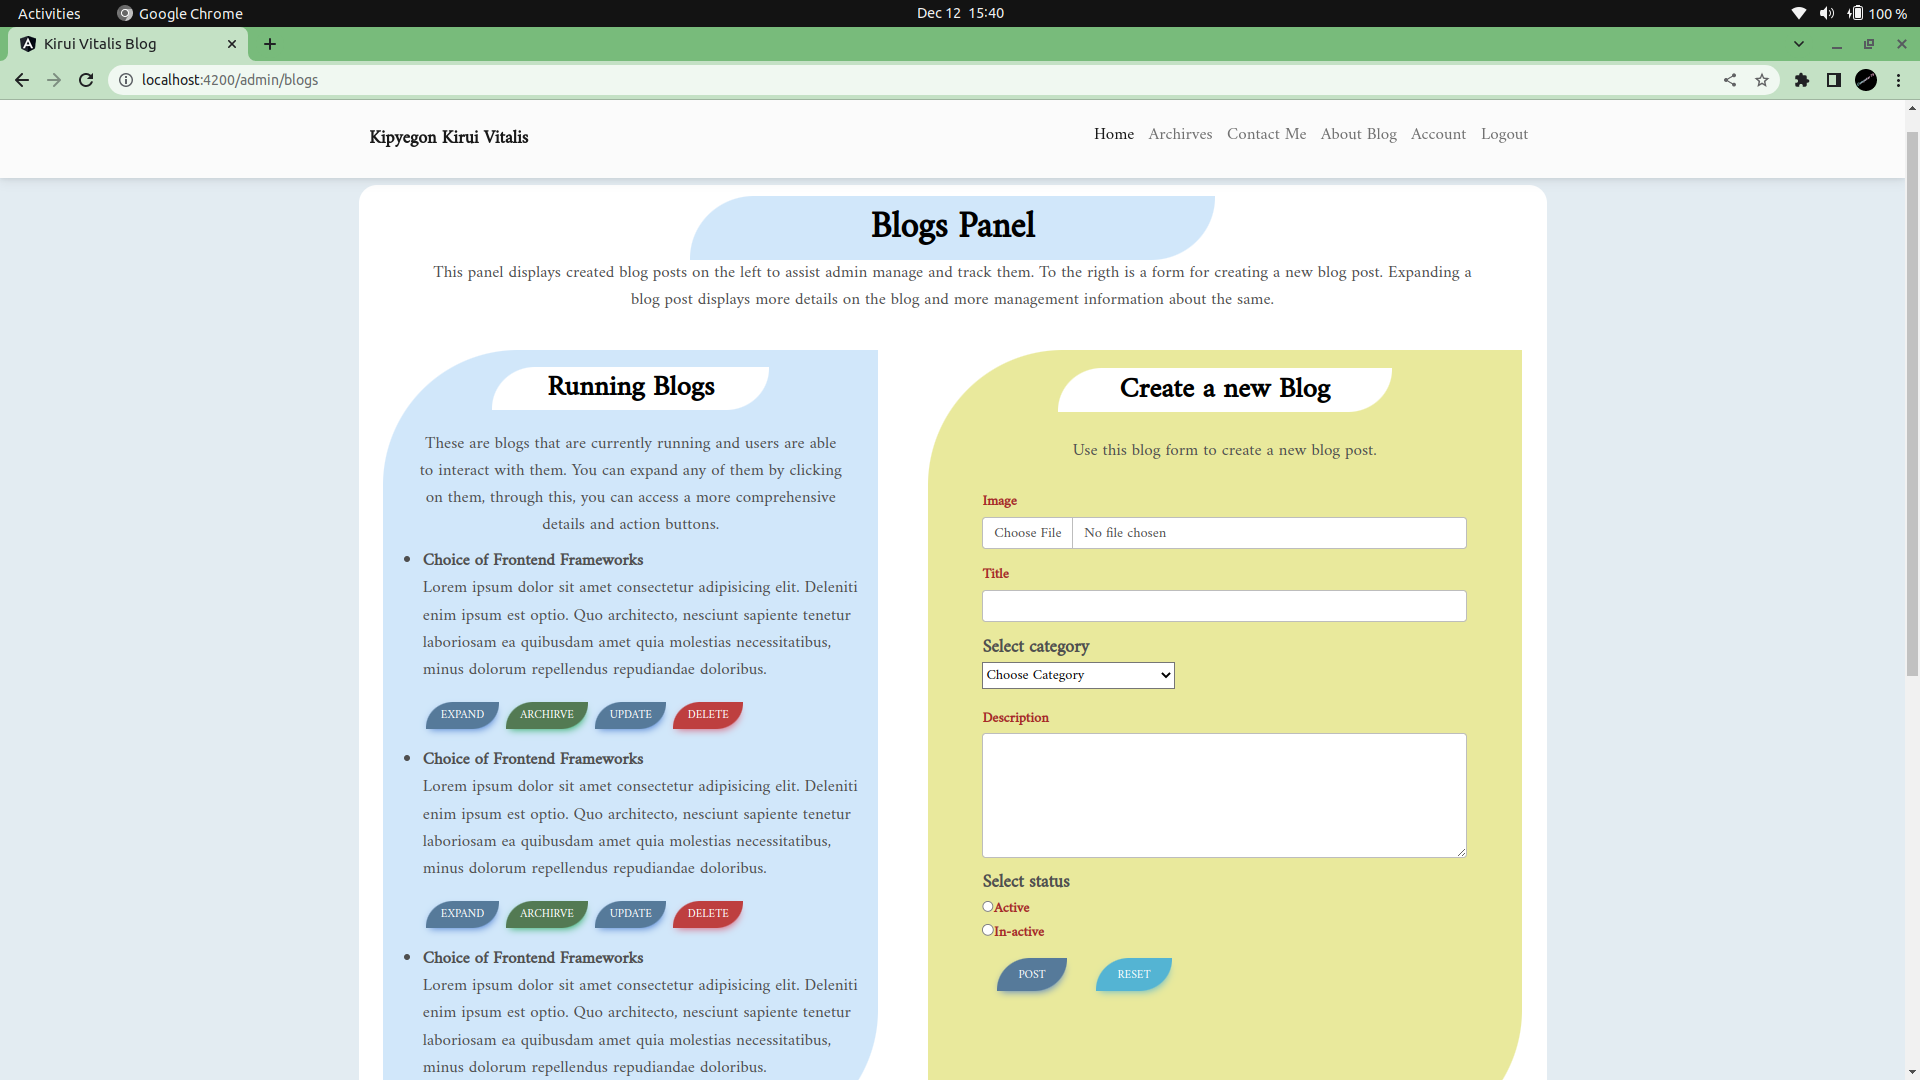 Activities
Google Chrome
Dec 12 15:40
100 %
Kirui Vitalis Blog
localhost:4200/admin/blogs
Kipyegon Kirui Vitalis
Home Archirves Contact Me About Blog Account Logout
Blogs Panel
This panel displays created blog posts on the left to assist admin manage and track them. To the rigth is a form for creating a new blog post. Expanding a
blog post displays more details on the blog and more management information about the same.
Running Blogs
These are blogs that are currently running and users are able
to interact with them. You can expand any of them by clicking
on them, through this, you can access a more comprehensive
details and action buttons.
Choice of Frontend Frameworks
Lorem ipsum dolor sit amet consectetur adipisicing elit. Deleniti
enim ipsum est optio. Quo architecto, nesciunt sapiente tenetur
laboriosam ea quibusdam amet quia molestias necessitatibus,
minus dolorum repellendus repudiandae doloribus.
EXPAND ARCHIRVE UPDATE DELETE
Choice of Frontend Frameworks
Lorem ipsum dolor sit amet consectetur adipisicing elit. Deleniti
enim ipsum est optio. Quo architecto, nesciunt sapiente tenetur
laboriosam ea quibusdam amet quia molestias necessitatibus,
minus dolorum repellendus repudiandae doloribus.
EXPAND ARCHIRVE UPDATE DELETE
Choice of Frontend Frameworks
Lorem ipsum dolor sit amet consectetur adipisicing elit. Deleniti
enim ipsum est optio. Quo architecto, nesciunt sapiente tenetur
laboriosam ea quibusdam amet quia molestias necessitatibus,
minus dolorum repellendus repudiandae doloribus.
Create a new Blog
Use this blog form to create a new blog post.
Image
Choose File No file chosen
Title
Select category
Choose Category
Description
Select status
Active
In-active
POST RESET